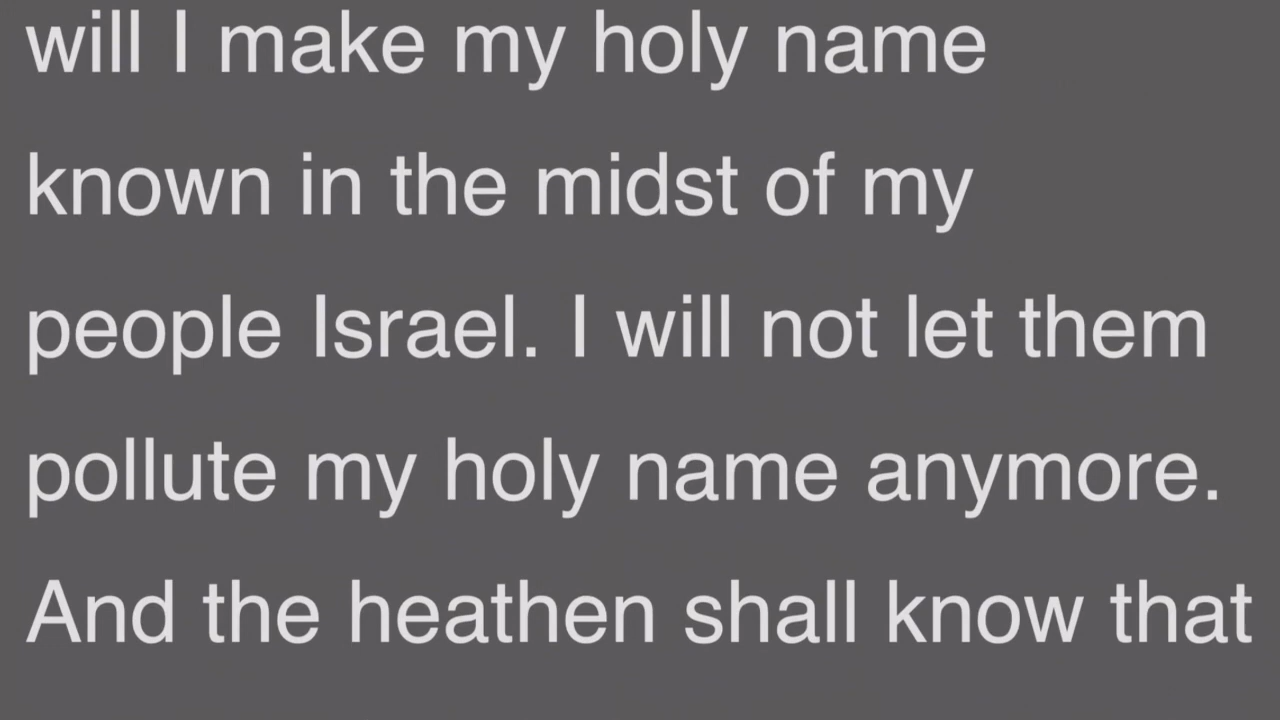 will I make my holy name
known in the midst of my
people Israel. I will not let them
pollute my holy name anymore.
And the heathen shall know that